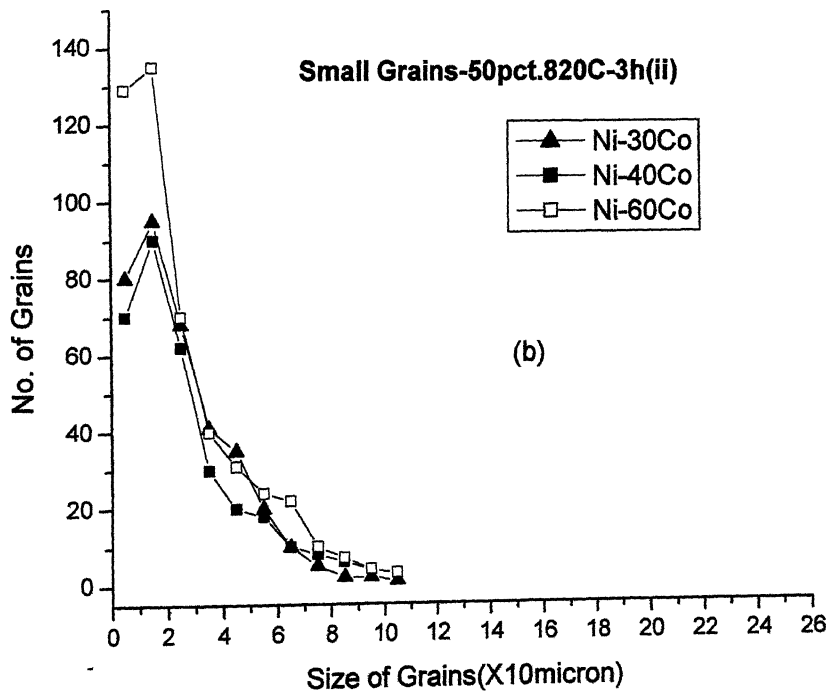 Small Grains-50pct.820C-3h(ii)
Ni-30Co
Ni-40Co
Ni-60Co
(b)
No. of Grains
140
120
100
80
60
40
20
0
0 2 4 6 8 10 12 14 16 18 20 22 24 26
Size of Grains(X10micron)